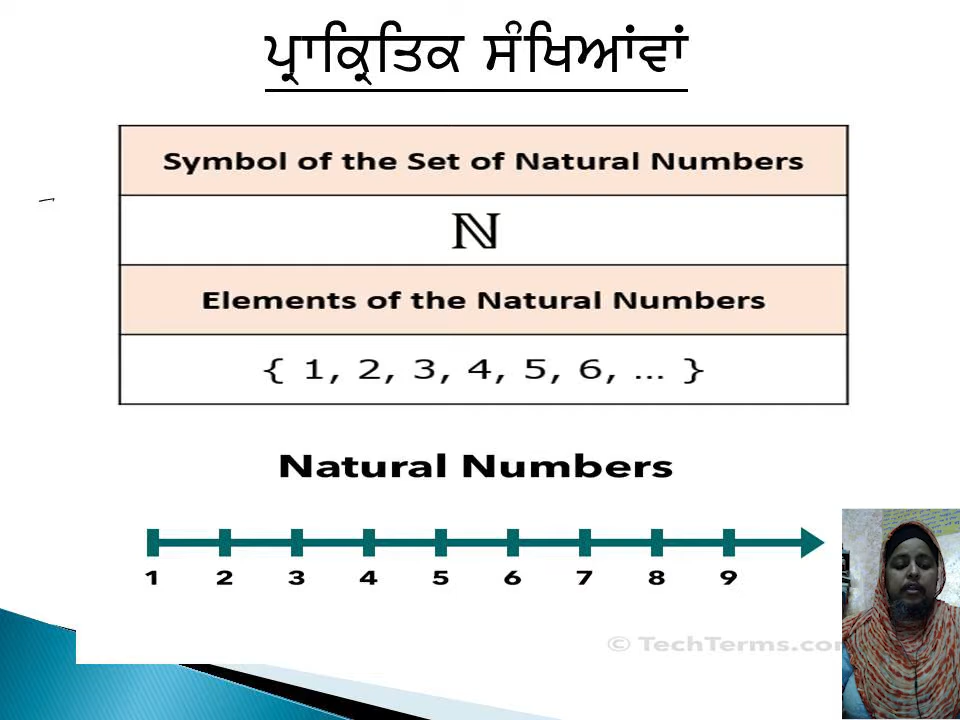 ਪ੍ਰਾਕ੍ਰਿਤਿਕ ਸੰਖਿਆਂਵਾਂ
Symbol of the Set of Natural Numbers
ℕ
Elements of the Natural Numbers
{ 1, 2, 3, 4, 5, 6, ... }
Natural Numbers
1 2 3 4 5 6 7 8 9
© TechTerms.com